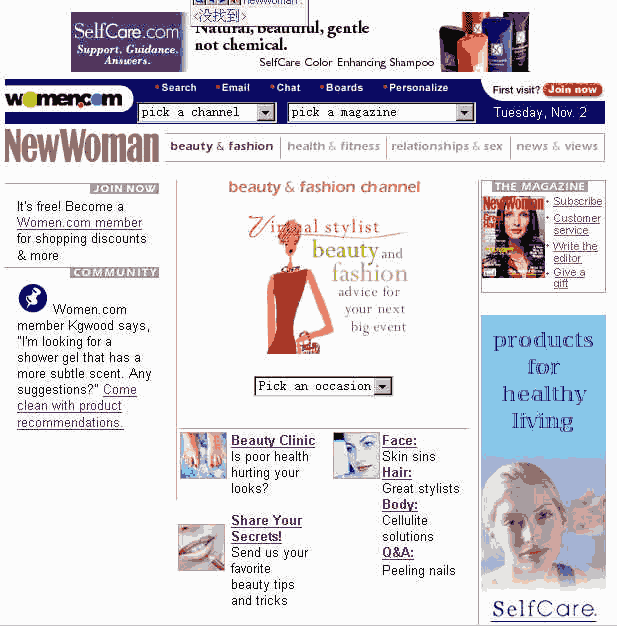 newwoman .
<没找到>
SelfCare.com
Support. Guidance.
Answers.
Natural, beautiful, gentle
not chemical.
SelfCare Color Enhancing Shampoo
women.com
Search
Email
Chat
Boards
Personalize
First visit? Join now
pick a channel
pick a magazine
Tuesday, Nov. 2
NewWoman
beauty & fashion
health & fitness
relationships & sex
news & views
JOIN NOW
It's free! Become a
Women.com member
for shopping discounts
& more
COMMUNITY
Women.com
member Kgwood says,
"I'm looking for a
shower gel that has a
more subtle scent. Any
suggestions?" Come
clean with product
recommendations.
beauty & fashion channel
Virtual stylist
beauty and
fashion
advice for
your next
big event
Pick an occasion
Beauty Clinic
Is poor health
hurting your
looks?
Share Your
Secrets!
Send us your
favorite
beauty tips
and tricks
Face:
Skin sins
Hair:
Great stylists
Body:
Cellulite
solutions
Q&A:
Peeling nails
THE MAGAZINE
NewWoman
Subscribe
Customer
service
Write the
editor
Give a
gift
products
for
healthy
living
SelfCare.